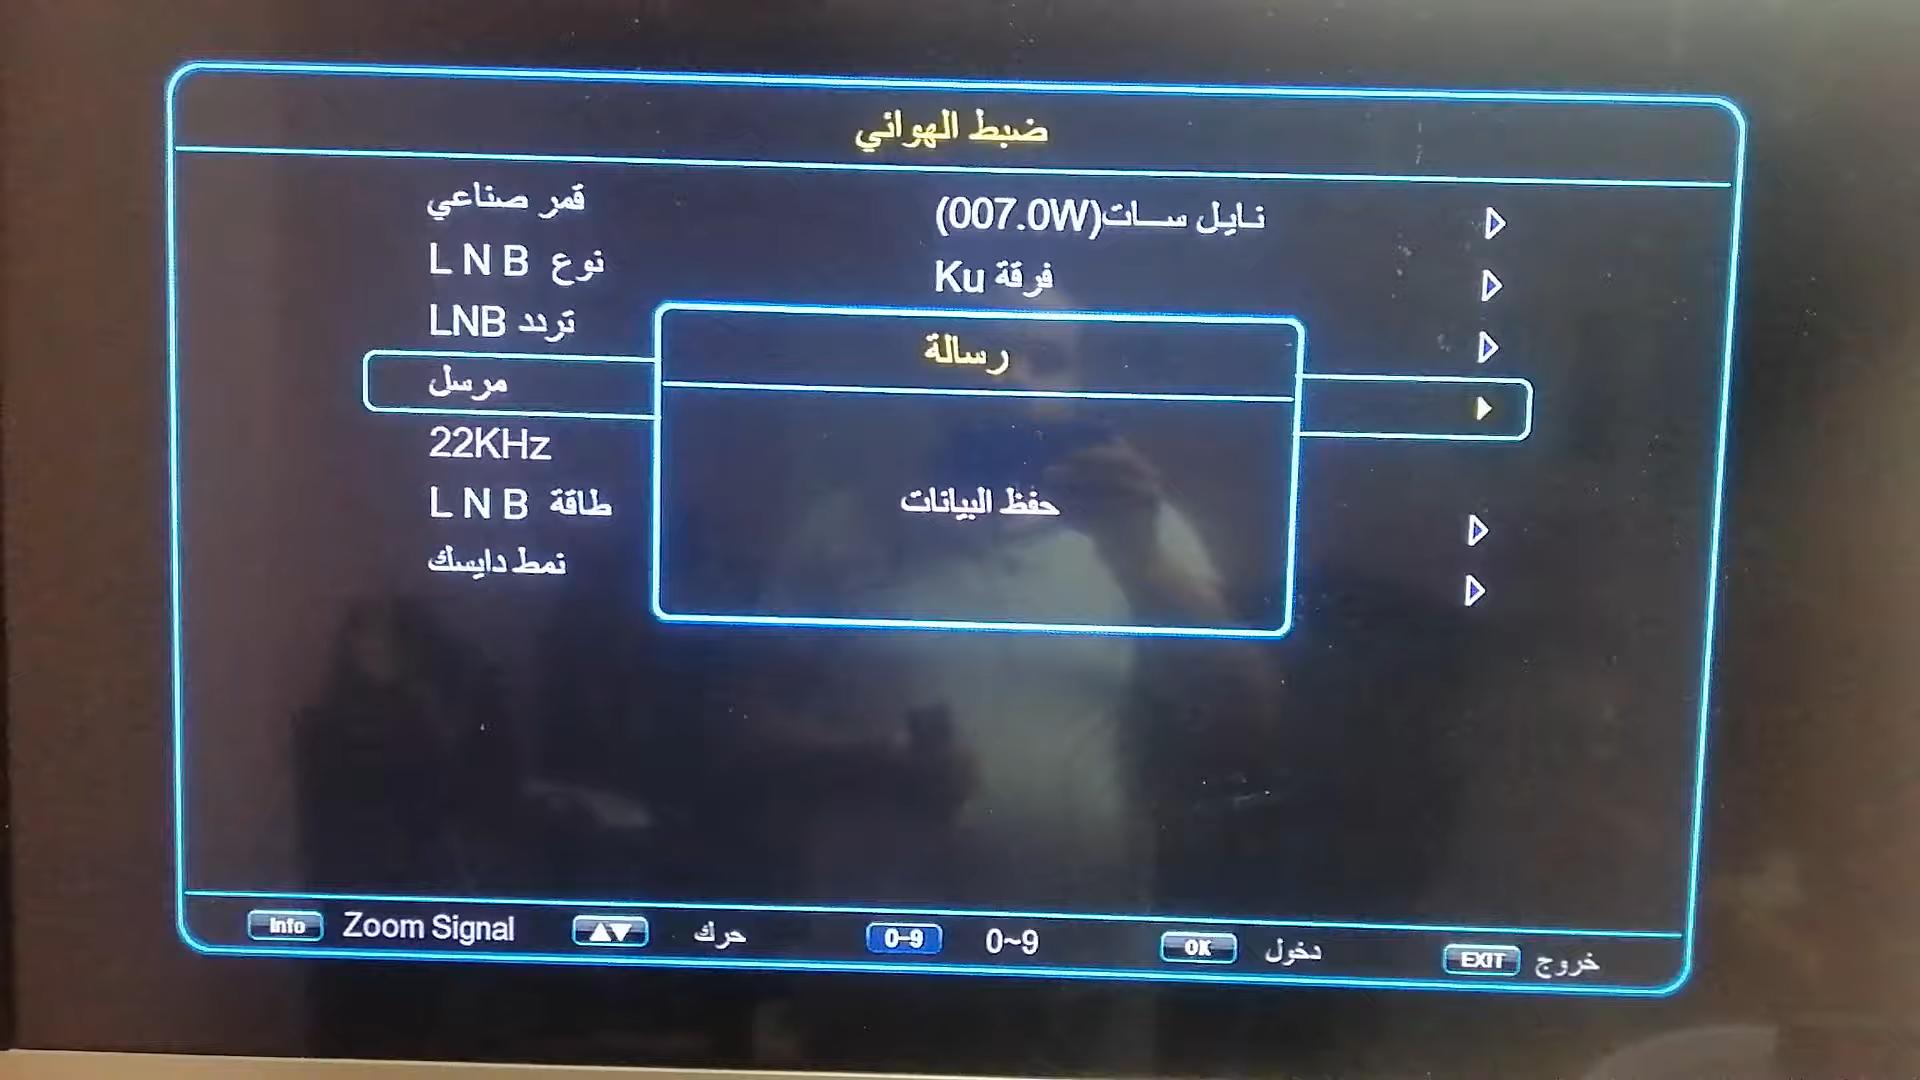 ضبط الهوائي
قمر صناعي نايل سات(007.0W)
نوع LNB فرقة Ku
تردد LNB
مرسل
22KHz
طاقة LNB
نمط دايسك
رسالة
حفظ البيانات
Info Zoom Signal ▲▼ حرك 0-9 0~9 OK دخول EXIT خروج